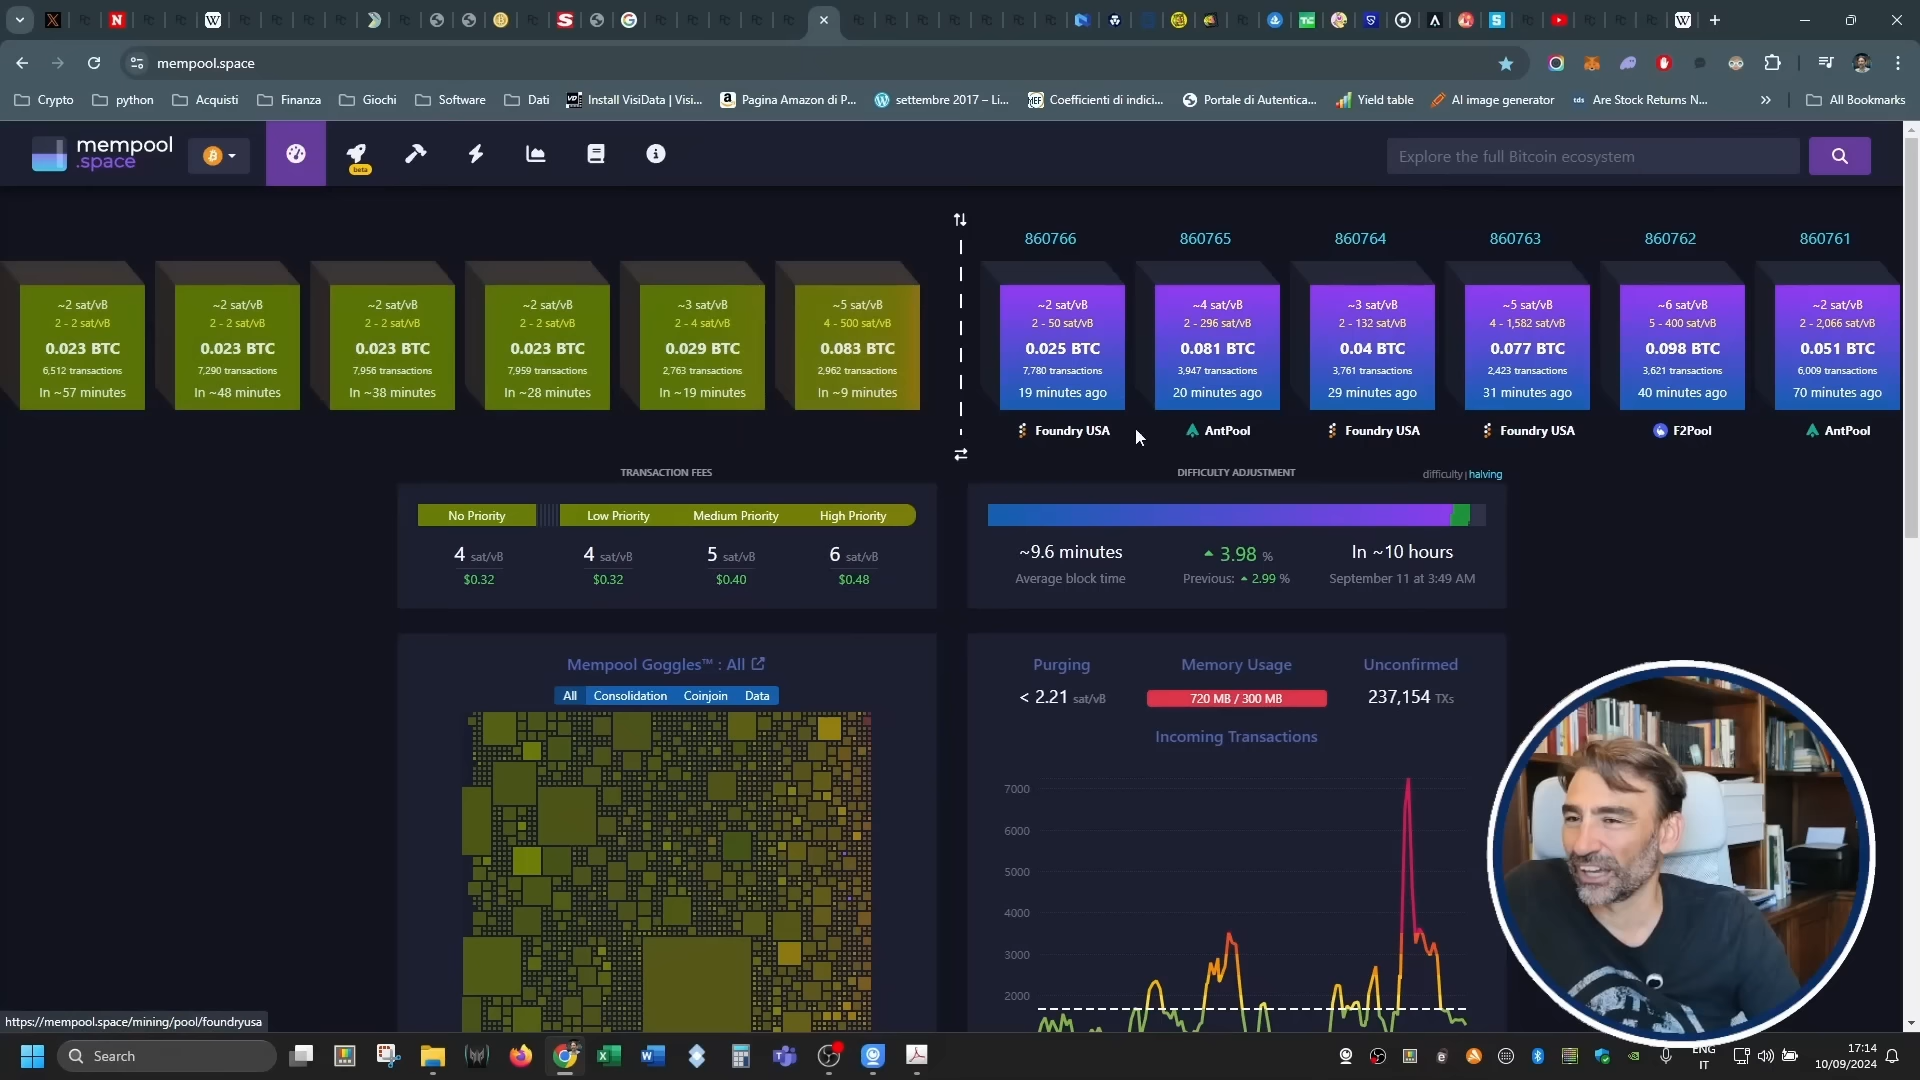 mempool.space
Crypto
python
Acquisti
Finanza
Giochi
Software
Dati
Install VisiData | Visi...
Pagina Amazon di P...
settembre 2017 – Li...
Coefficienti di indici...
Portale di Autentica...
Yield table
AI image generator
Are Stock Returns N...
All Bookmarks
mempool
.space
beta
Explore the full Bitcoin ecosystem
860766
860765
860764
860763
860762
860761
~2 sat/vB
2 - 2 sat/vB
0.023 BTC
6,512 transactions
In ~57 minutes
~2 sat/vB
2 - 2 sat/vB
0.023 BTC
7,290 transactions
In ~48 minutes
~2 sat/vB
2 - 2 sat/vB
0.023 BTC
7,956 transactions
In ~38 minutes
~2 sat/vB
2 - 2 sat/vB
0.023 BTC
7,959 transactions
In ~28 minutes
~3 sat/vB
2 - 4 sat/vB
0.029 BTC
2,763 transactions
In ~19 minutes
~5 sat/vB
4 - 500 sat/vB
0.083 BTC
2,962 transactions
In ~9 minutes
~2 sat/vB
2 - 50 sat/vB
0.025 BTC
7,780 transactions
19 minutes ago
Foundry USA
~4 sat/vB
2 - 296 sat/vB
0.081 BTC
3,947 transactions
20 minutes ago
AntPool
~3 sat/vB
2 - 132 sat/vB
0.04 BTC
3,761 transactions
29 minutes ago
Foundry USA
~5 sat/vB
4 - 1,582 sat/vB
0.077 BTC
2,423 transactions
31 minutes ago
Foundry USA
~6 sat/vB
5 - 400 sat/vB
0.098 BTC
3,621 transactions
40 minutes ago
F2Pool
~2 sat/vB
2 - 2,066 sat/vB
0.051 BTC
6,009 transactions
70 minutes ago
AntPool
TRANSACTION FEES
No Priority
Low Priority
Medium Priority
High Priority
4 sat/vB
4 sat/vB
5 sat/vB
6 sat/vB
$0.32
$0.32
$0.40
$0.48
DIFFICULTY ADJUSTMENT
difficulty | halving
~9.6 minutes
3.98 %
In ~10 hours
Average block time
Previous: 2.99 %
September 11 at 3:49 AM
Mempool Goggles™ : All
All
Consolidation
Coinjoin
Data
Purging
Memory Usage
Unconfirmed
< 2.21 sat/vB
720 MB / 300 MB
237,154 TXs
Incoming Transactions
7000
6000
5000
4000
3000
2000
https://mempool.space/mining/pool/foundryusa
Search
ENG
IT
17:14
10/09/2024